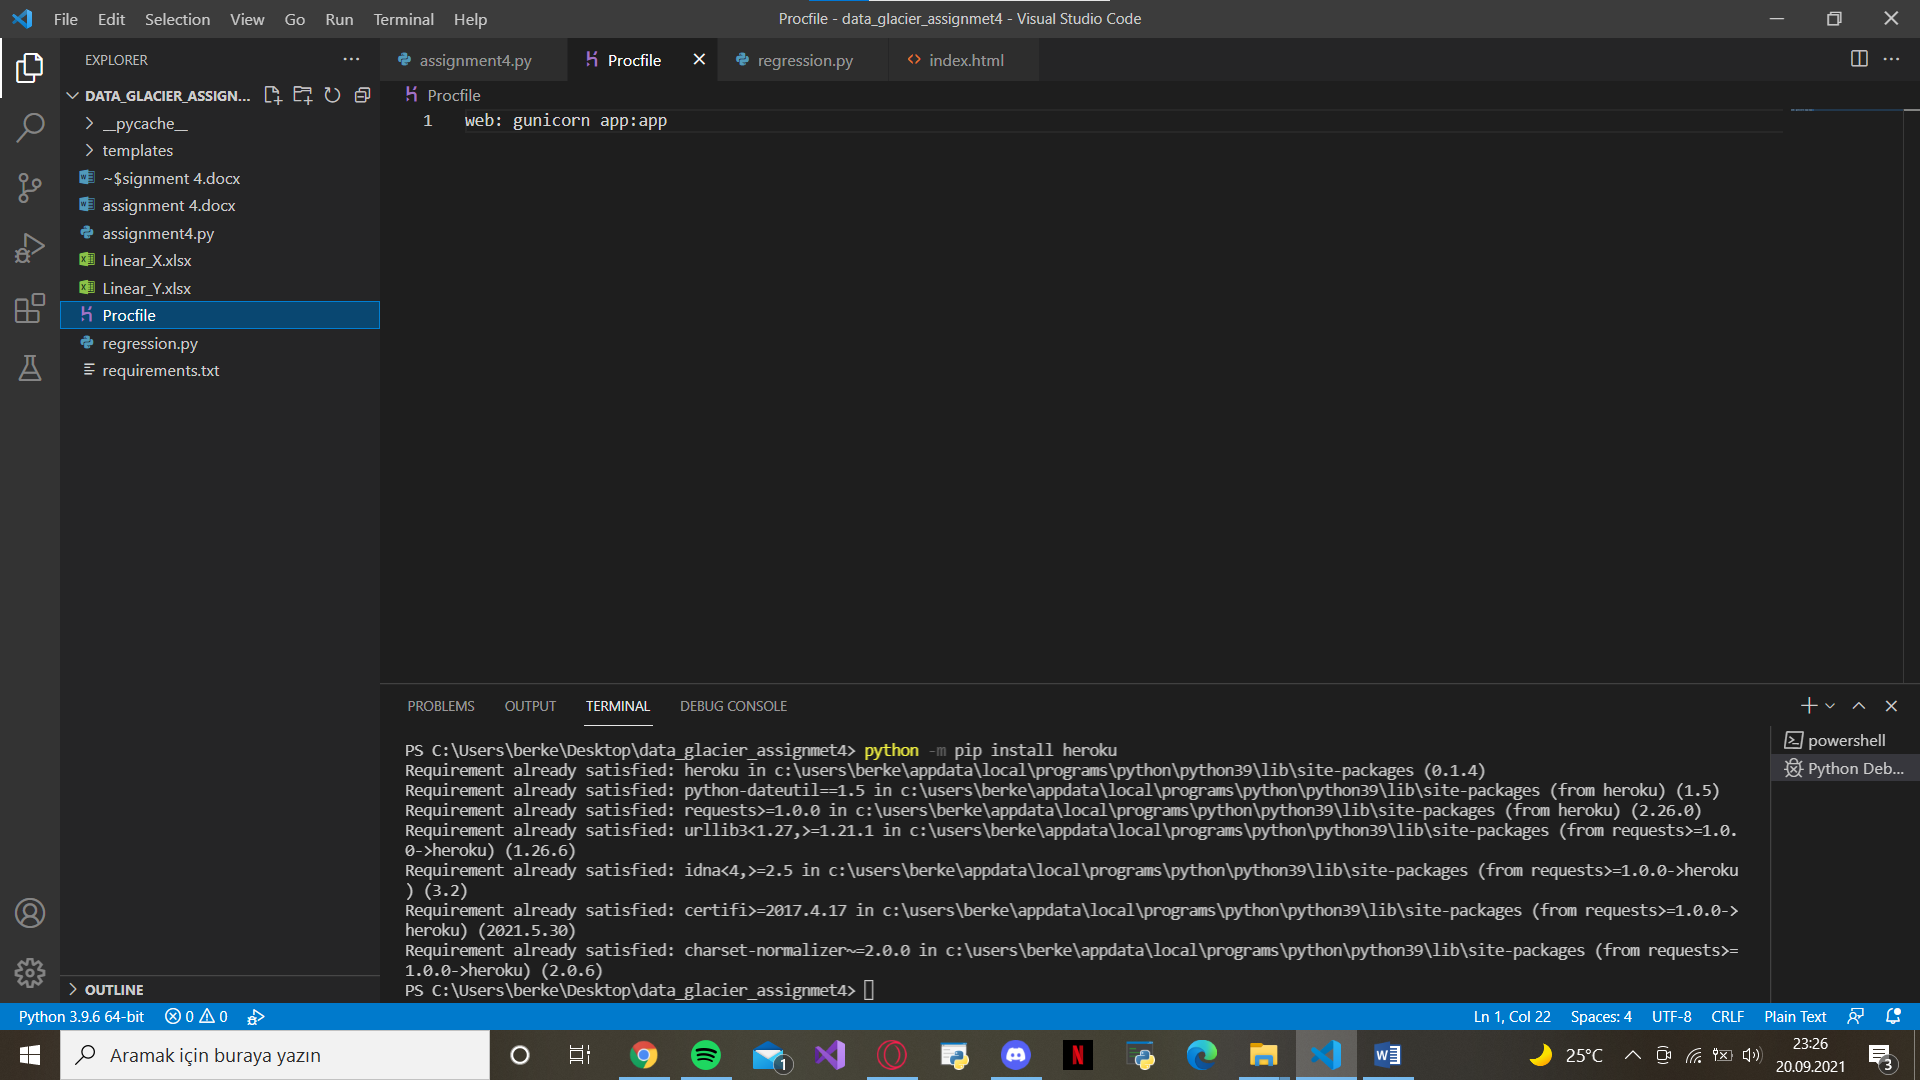 File Edit Selection View Go Run Terminal Help
Procfile - data_glacier_assignmet4 - Visual Studio Code
EXPLORER
assignment4.py
Procfile
regression.py
index.html
DATA_GLACIER_ASSIGN...
Procfile
__pycache__
1 web: gunicorn app:app
templates
~$signment 4.docx
assignment 4.docx
assignment4.py
Linear_X.xlsx
Linear_Y.xlsx
Procfile
regression.py
requirements.txt
PROBLEMS OUTPUT TERMINAL DEBUG CONSOLE
PS C:\Users\berke\Desktop\data_glacier_assignmet4> python -m pip install heroku
Requirement already satisfied: heroku in c:\users\berke\appdata\local\programs\python\python39\lib\site-packages (0.1.4)
Requirement already satisfied: python-dateutil==1.5 in c:\users\berke\appdata\local\programs\python\python39\lib\site-packages (from heroku) (1.5)
Requirement already satisfied: requests>=1.0.0 in c:\users\berke\appdata\local\programs\python\python39\lib\site-packages (from heroku) (2.26.0)
Requirement already satisfied: urllib3<1.27,>=1.21.1 in c:\users\berke\appdata\local\programs\python\python39\lib\site-packages (from requests>=1.0.
0->heroku) (1.26.6)
Requirement already satisfied: idna<4,>=2.5 in c:\users\berke\appdata\local\programs\python\python39\lib\site-packages (from requests>=1.0.0->heroku
) (3.2)
Requirement already satisfied: certifi>=2017.4.17 in c:\users\berke\appdata\local\programs\python\python39\lib\site-packages (from requests>=1.0.0->
heroku) (2021.5.30)
Requirement already satisfied: charset-normalizer~=2.0.0 in c:\users\berke\appdata\local\programs\python\python39\lib\site-packages (from requests>=
1.0.0->heroku) (2.0.6)
PS C:\Users\berke\Desktop\data_glacier_assignmet4>
powershell
Python Deb...
OUTLINE
Python 3.9.6 64-bit 0 0
Ln 1, Col 22 Spaces: 4 UTF-8 CRLF Plain Text
Aramak için buraya yazın
1
N
25°C
23:26
20.09.2021
3